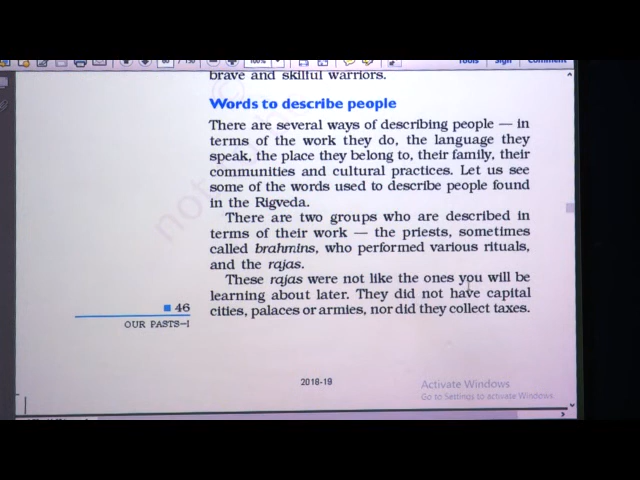 Tools
Sign
Comment
brave and skillful warriors.
Words to describe people
There are several ways of describing people — in
terms of the work they do, the language they
speak, the place they belong to, their family, their
communities and cultural practices. Let us see
some of the words used to describe people found
in the Rigveda.
There are two groups who are described in
terms of their work — the priests, sometimes
called brahmins, who performed various rituals,
and the rajas.
These rajas were not like the ones you will be
learning about later. They did not have capital
cities, palaces or armies, nor did they collect taxes.
46
OUR PASTS–I
2018-19
Activate Windows
Go to Settings to activate Windows.